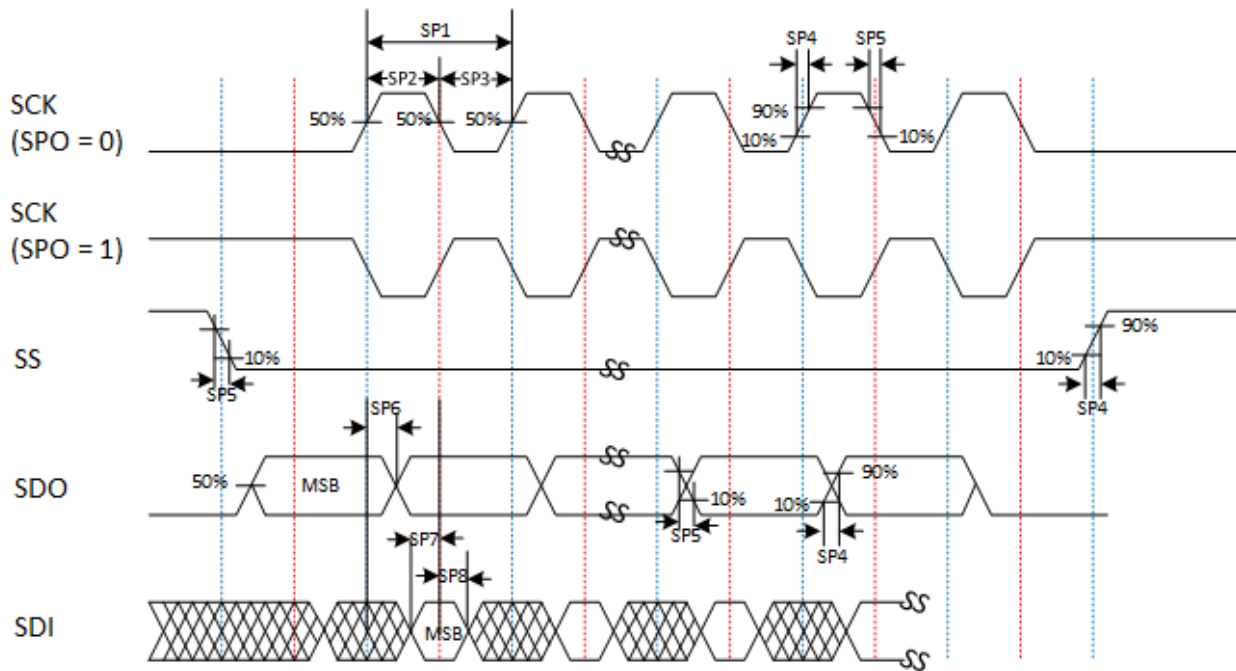 SP1
SP4 SP5
SP2 SP3
SCK
(SPO = 0)
50% 50% 50% 90% 10% 10%
SCK
(SPO = 1)
SS
10% 90% 10%
SP5 SP4
SP6
SDO
50% MSB 10% 90% 10%
SP5 SP4
SP7
SP8
SDI
MSB